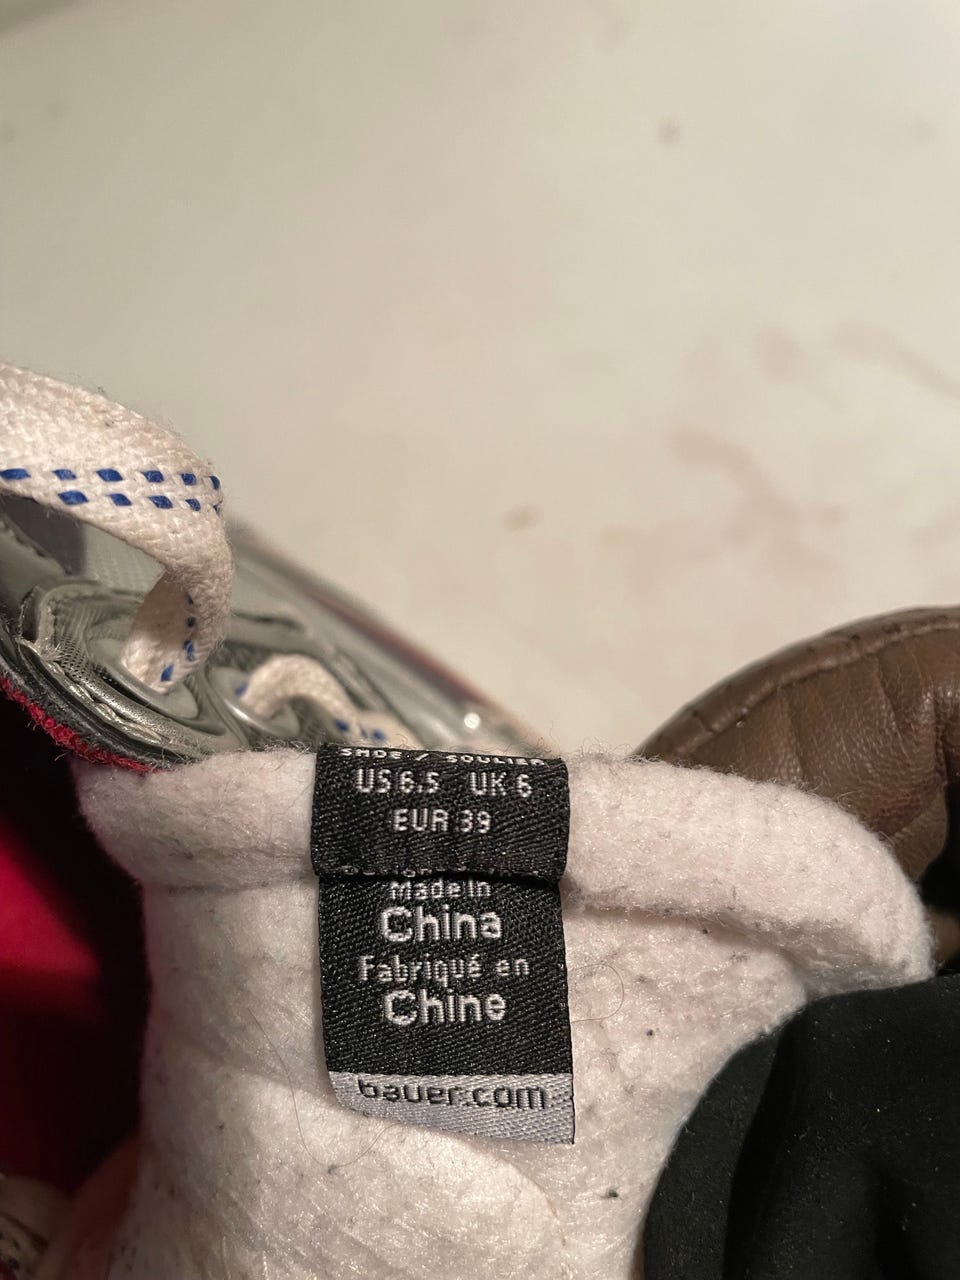 SHOE / SOULIER
US 6.5 UK 6
EUR 39
Made in
China
Fabriqué en
Chine
bauer.com